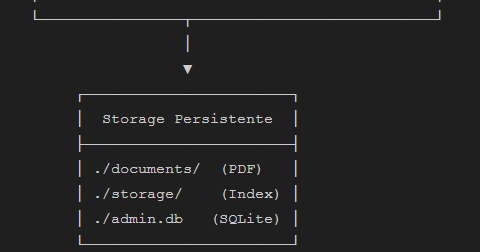 Storage Persistente
./documents/ (PDF)
./storage/ (Index)
./admin.db (SQLite)